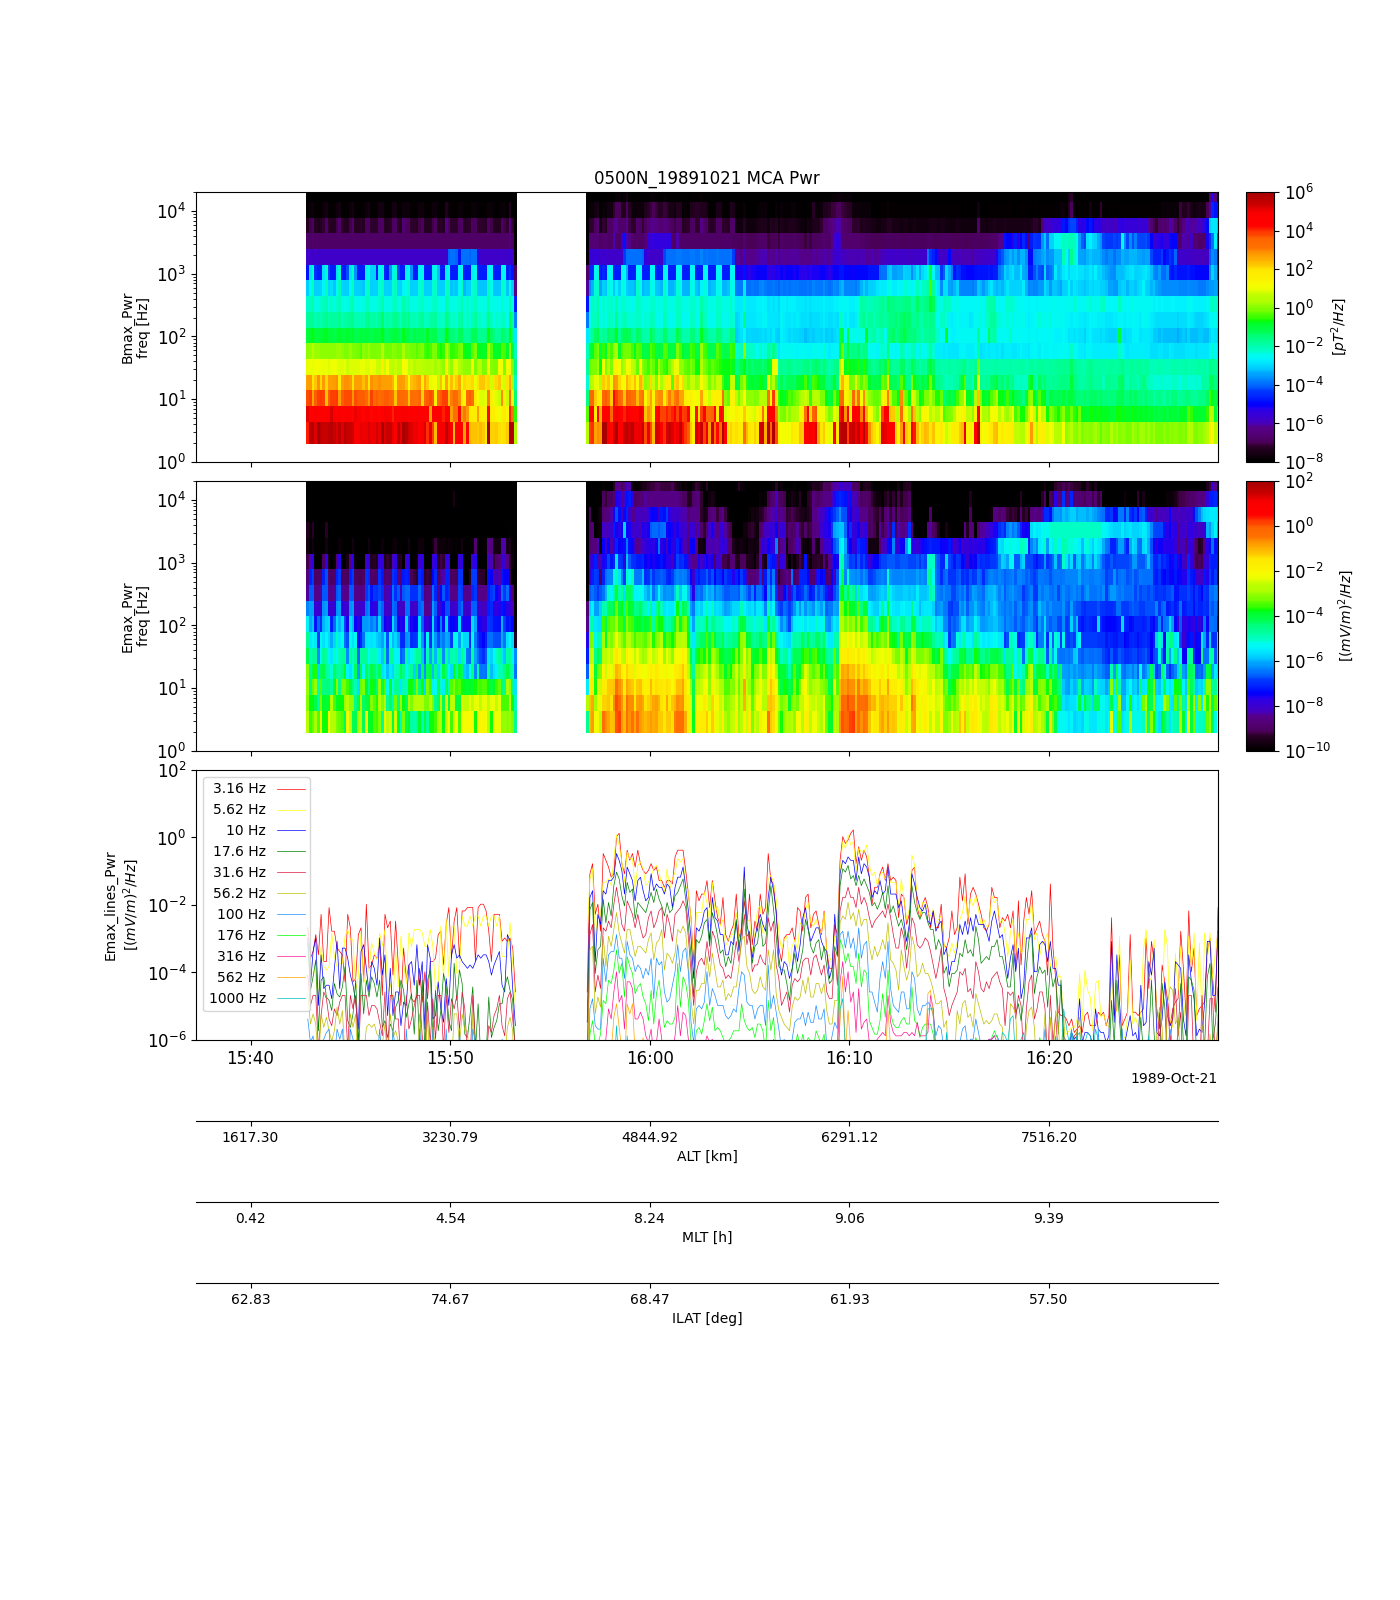 0500N_19891021 MCA Pwr
Bmax_Pwr
freq [Hz]
10^4
10^3
10^2
10^1
10^0
10^6
10^4
10^2
10^0
10^-2
10^-4
10^-6
10^-8
[pT^2/Hz]
Emax_Pwr
freq [Hz]
10^4
10^3
10^2
10^1
10^0
10^2
10^0
10^-2
10^-4
10^-6
10^-8
10^-10
[(mV/m)^2/Hz]
Emax_lines_Pwr
[(mV/m)^2/Hz]
10^2
10^0
10^-2
10^-4
10^-6
3.16 Hz
5.62 Hz
10 Hz
17.6 Hz
31.6 Hz
56.2 Hz
100 Hz
176 Hz
316 Hz
562 Hz
1000 Hz
15:40 15:50 16:00 16:10 16:20
1989-Oct-21
1617.30 3230.79 4844.92 6291.12 7516.20
ALT [km]
0.42 4.54 8.24 9.06 9.39
MLT [h]
62.83 74.67 68.47 61.93 57.50
ILAT [deg]